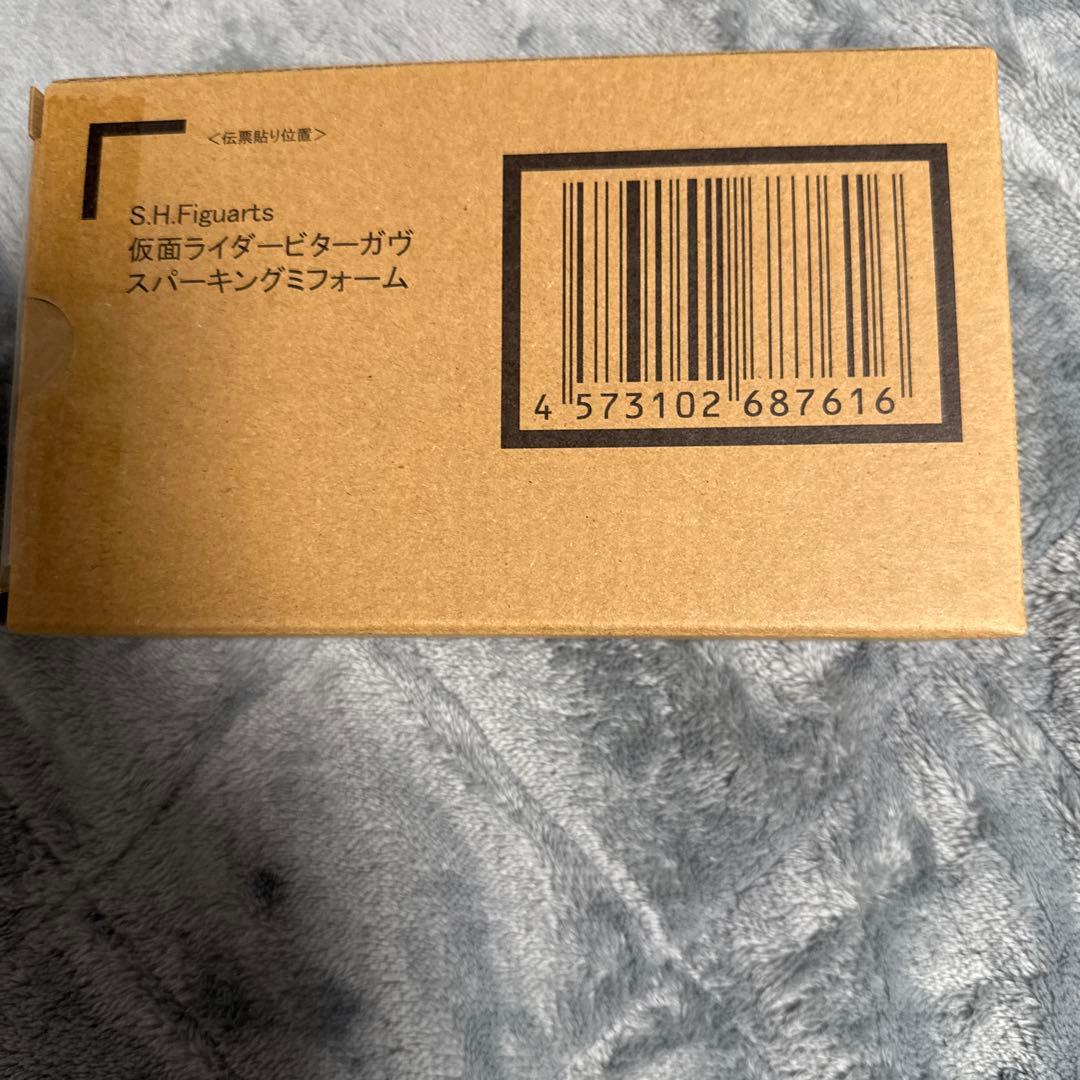 <伝票貼り位置>
S.H.Figuarts
仮面ライダービターガヴ
スパーキングミフォーム
4 573102 687616